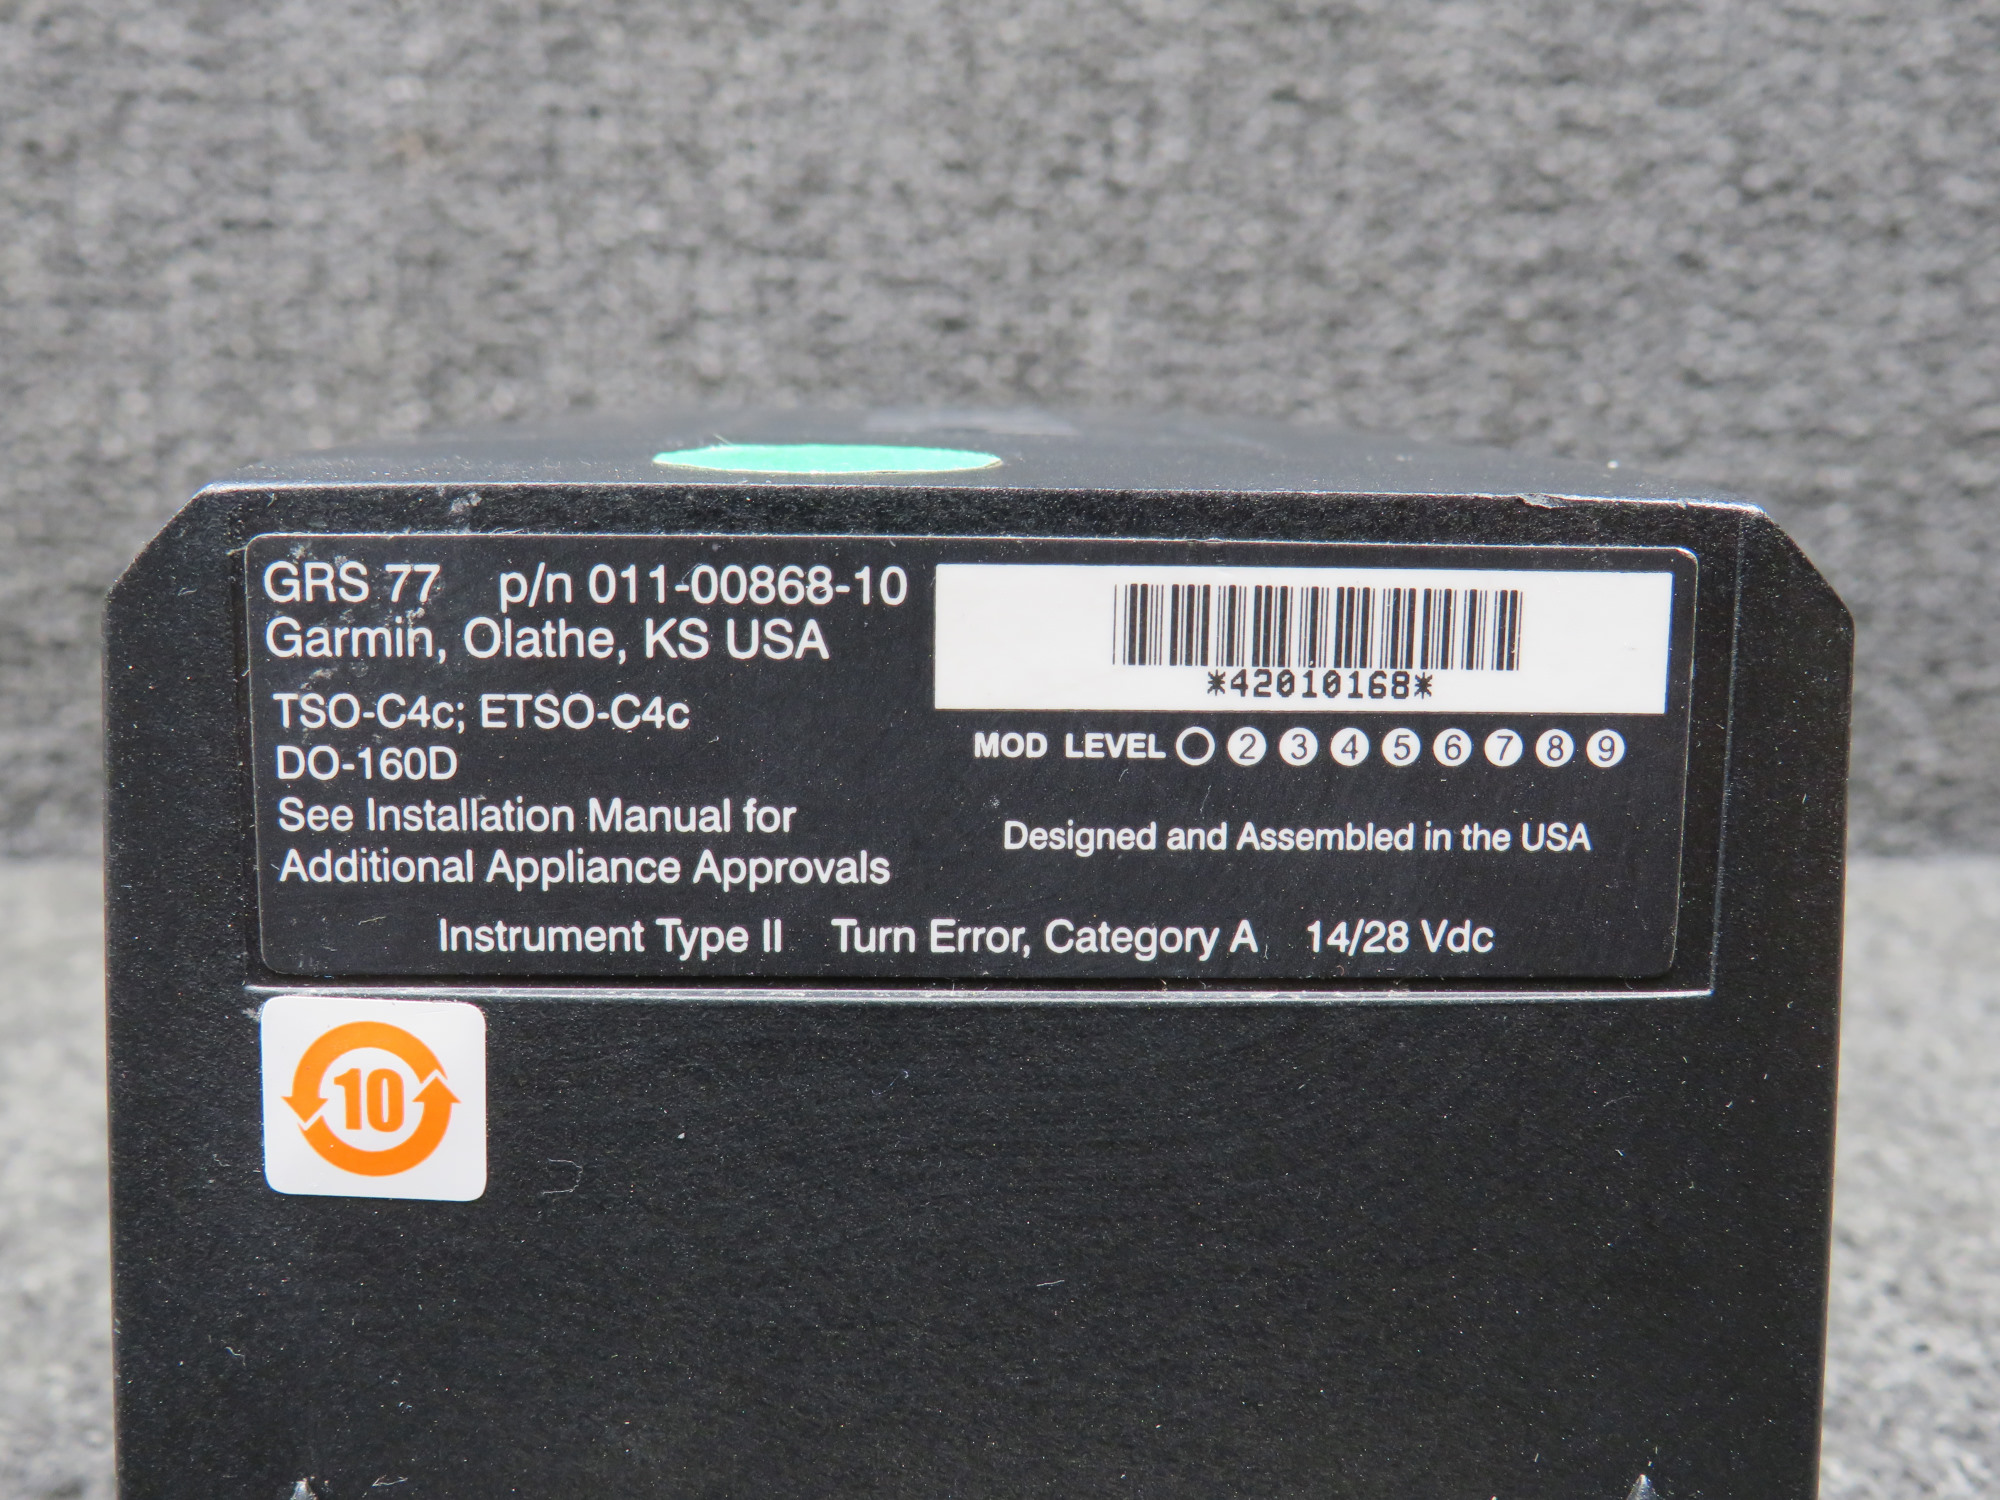 GRS 77 p/n 011-00868-10
Garmin, Olathe, KS USA
TSO-C4c; ETSO-C4c
DO-160D
See Installation Manual for
Additional Appliance Approvals
*42010168*
MOD LEVEL 2 3 4 5 6 7 8 9
Designed and Assembled in the USA
Instrument Type II Turn Error, Category A 14/28 Vdc
10